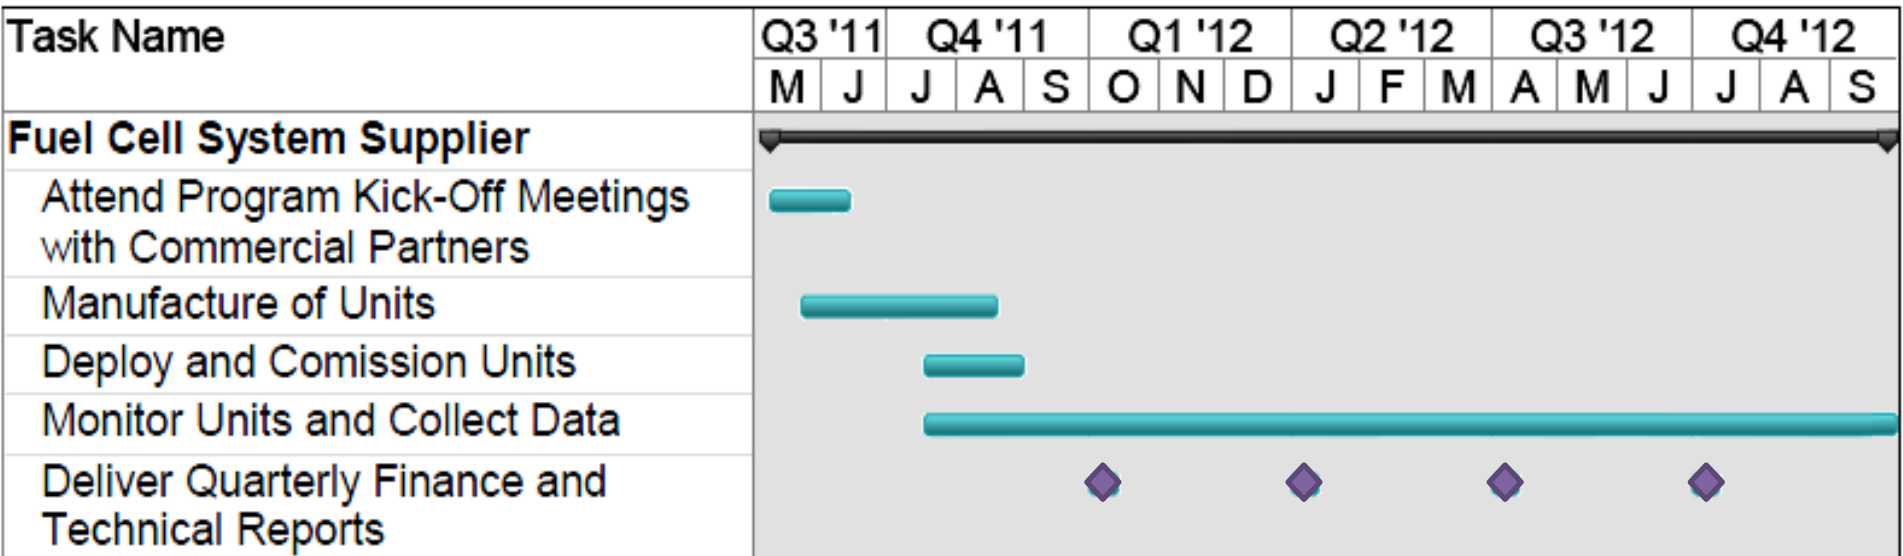 Task Name Q3 '11 Q4 '11 Q1 '12 Q2 '12 Q3 '12 Q4 '12
M J J A S O N D J F M A M J J A S
Fuel Cell System Supplier
Attend Program Kick-Off Meetings
with Commercial Partners
Manufacture of Units
Deploy and Comission Units
Monitor Units and Collect Data
Deliver Quarterly Finance and
Technical Reports